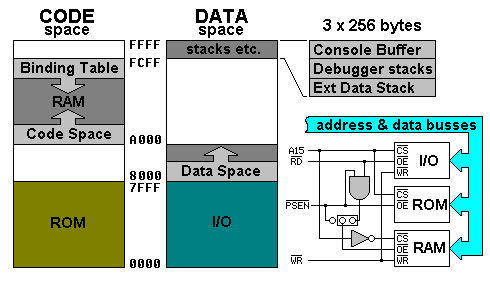 CODE
space
DATA
space
3 x 256 bytes
FFFF
FCFF
A000
8000
7FFF
0000
Binding Table
RAM
Code Space
ROM
stacks etc.
Data Space
I/O
Console Buffer
Debugger stacks
Ext Data Stack
address & data busses
A15
RD
PSEN
WR
CS
OE
WR
I/O
CS
OE
ROM
CS
OE
WR
RAM